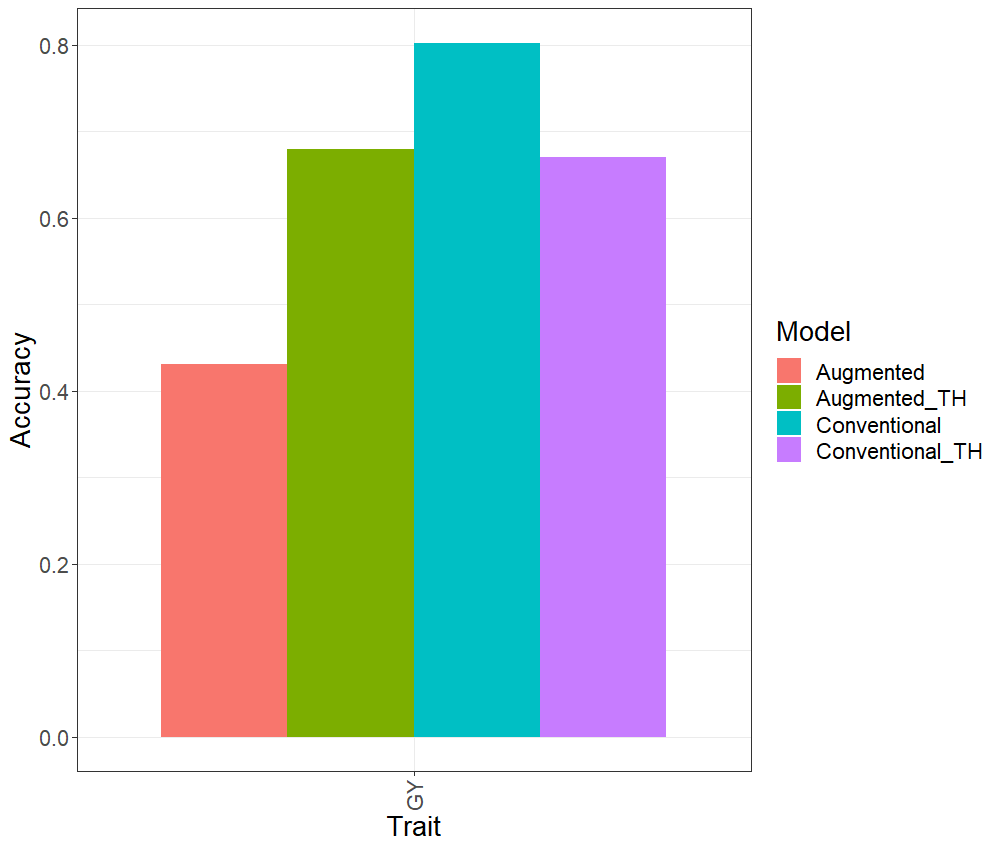 Accuracy
0.8
0.6
0.4
0.2
0.0
GY
Trait
Model
Augmented
Augmented_TH
Conventional
Conventional_TH